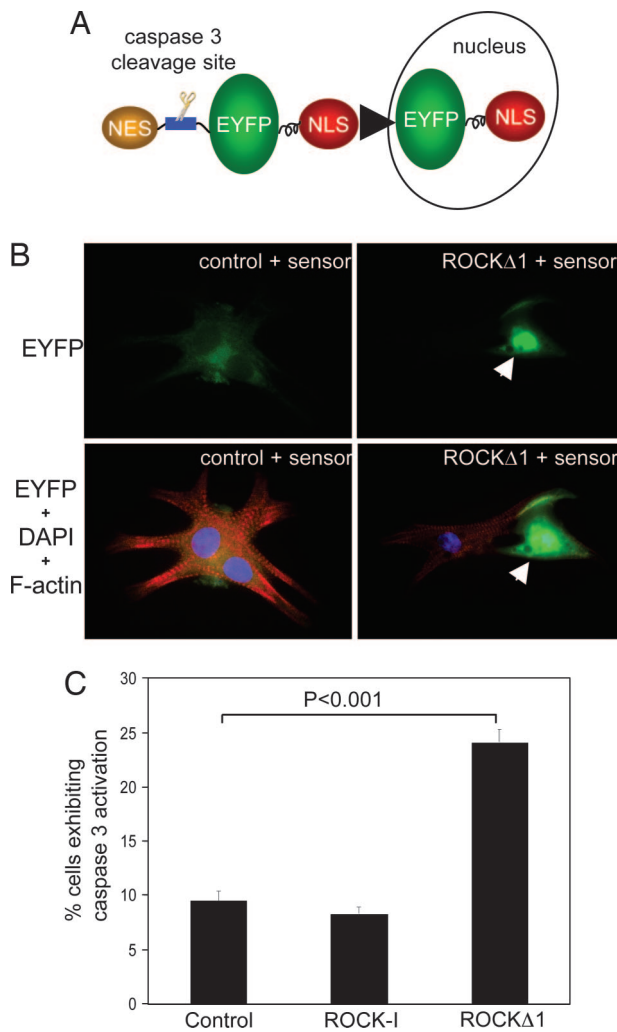 A
caspase 3
cleavage site
nucleus
NES
EYFP
NLS
EYFP
NLS
B
control + sensor
ROCKΔ1 + sensor
EYFP
control + sensor
ROCKΔ1 + sensor
EYFP
+
DAPI
+
F-actin
C
% cells exhibiting
caspase 3 activation
30
25
20
15
10
5
0
P<0.001
Control
ROCK-I
ROCKΔ1